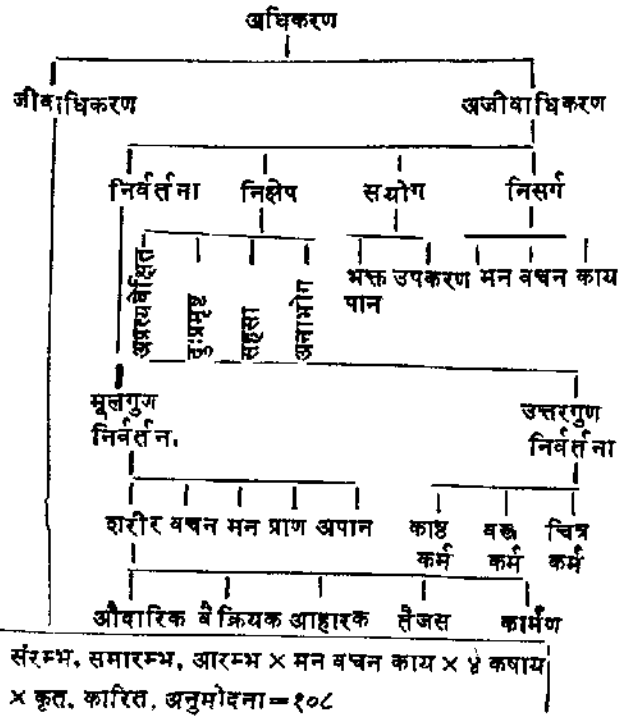 अधिकरण
जीवाधिकरण अजीवाधिकरण
निर्वर्तना निक्षेप सयोग निसर्ग
अप्रत्यवेक्षित दुःप्रमृष्ट सहसा अनाभोग भक्त उपकरण मन वचन काय
पान
मूलगुण उत्तरगुण
निर्वर्तन. निर्वर्तना
शरीर वचन मन प्राण अपान काष्ठ वस्त्र चित्र
कर्म कर्म कर्म
औदारिक वैक्रियक आहारक तैजस कार्मण
संरम्भ, समारम्भ, आरम्भ × मन वचन काय × ४ कषाय
× कृत, कारित, अनुमोदना = १०८